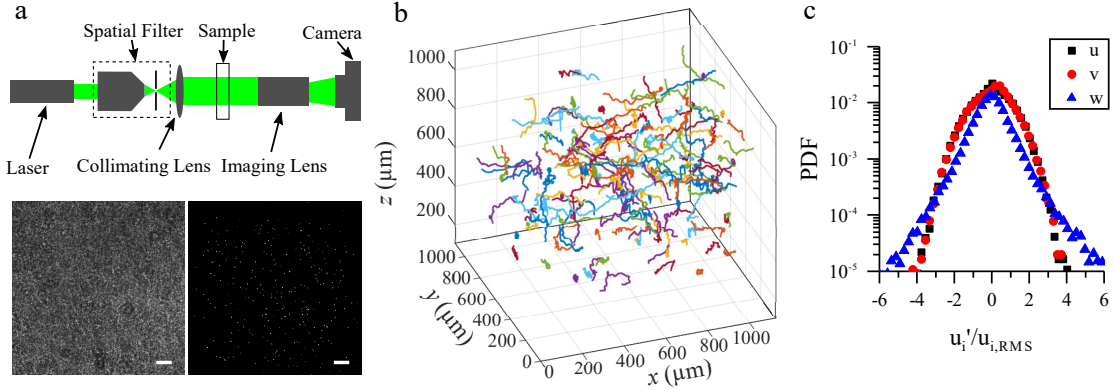 a
Spatial Filter
Sample
Camera
Laser
Collimating Lens
Imaging Lens
b
1000
800
600
400
200
z (μm)
1000
800
600
400
200
0
y (μm)
0
200
400
600
800
1000
x (μm)
c
10⁻¹
10⁻²
10⁻³
10⁻⁴
10⁻⁵
PDF
u
v
w
-6
-4
-2
0
2
4
6
uᵢ'/uᵢ,RMS